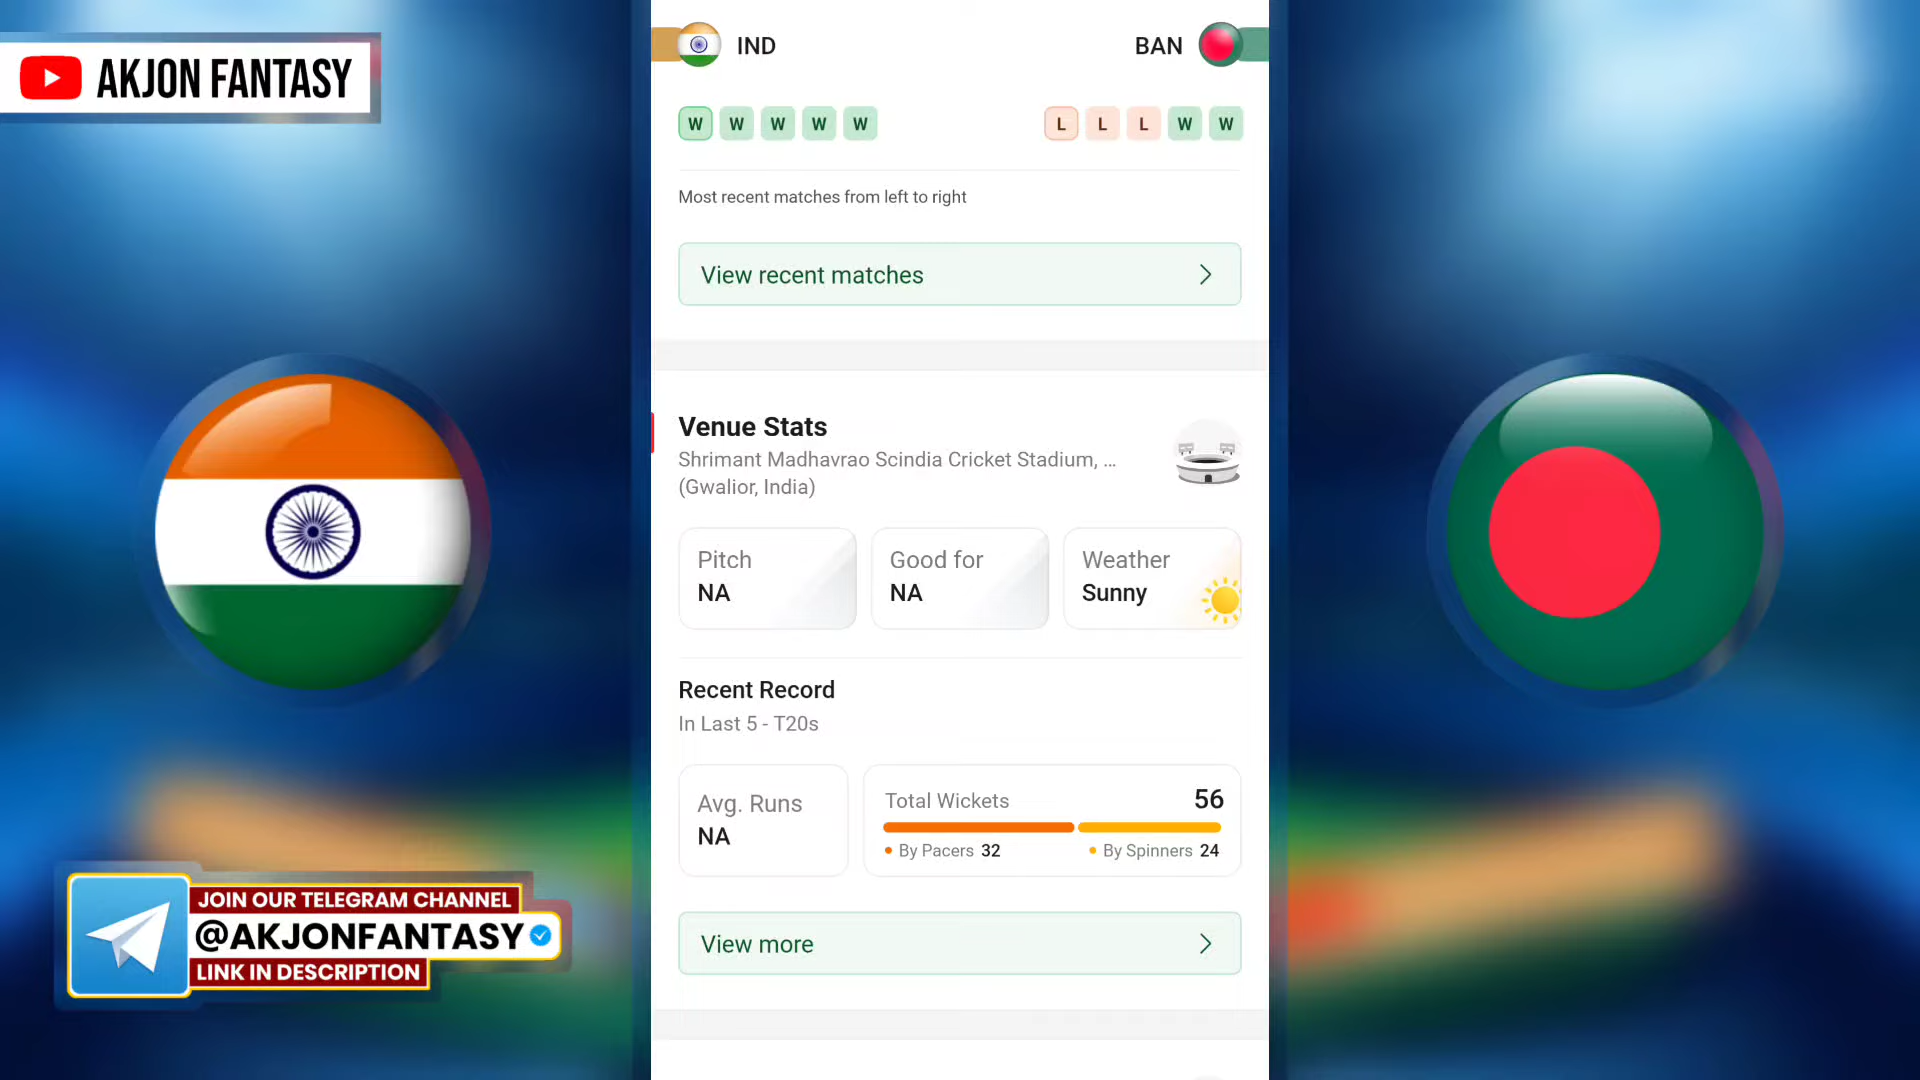 AKJON FANTASY
IND
BAN
W W W W W
L L L W W
Most recent matches from left to right
View recent matches
Venue Stats
Shrimant Madhavrao Scindia Cricket Stadium, ...
(Gwalior, India)
Pitch
NA
Good for
NA
Weather
Sunny
Recent Record
In Last 5 - T20s
Avg. Runs
NA
Total Wickets 56
By Pacers 32
By Spinners 24
View more
JOIN OUR TELEGRAM CHANNEL
@AKJONFANTASY
LINK IN DESCRIPTION